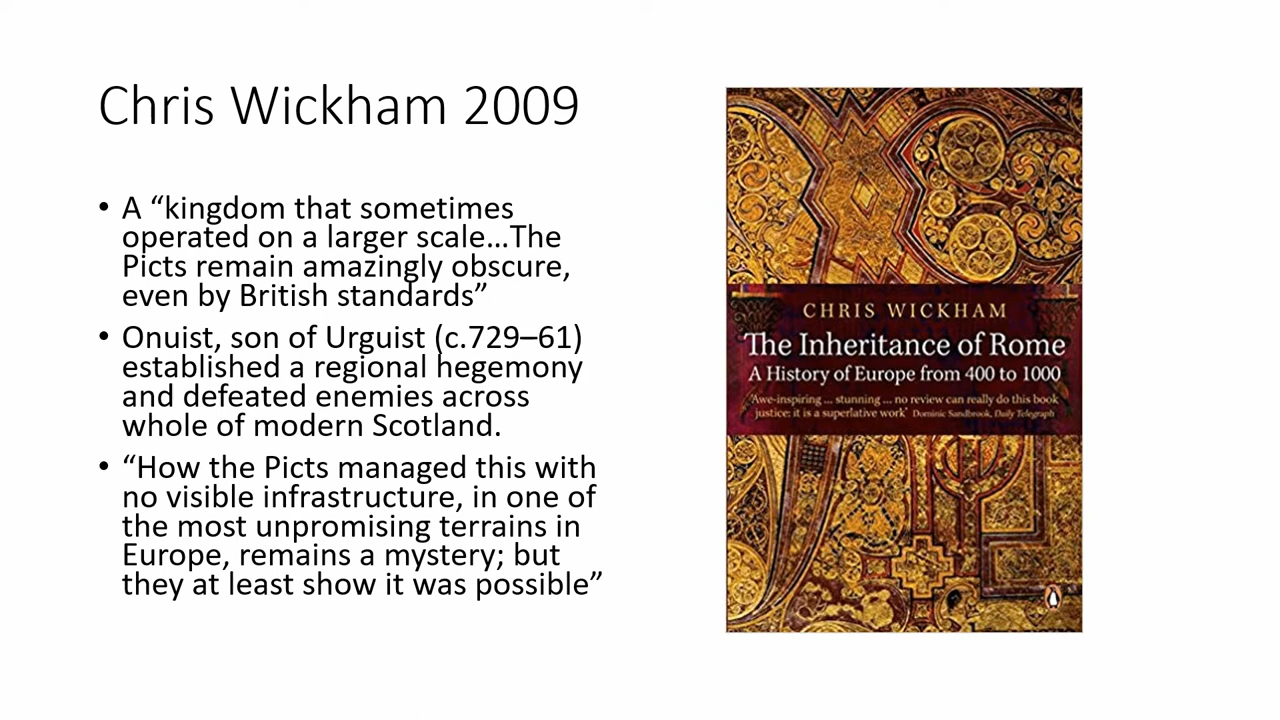 Chris Wickham 2009
• A “kingdom that sometimes
operated on a larger scale…The
Picts remain amazingly obscure,
even by British standards”
• Onuist, son of Urguist (c.729–61)
established a regional hegemony
and defeated enemies across
whole of modern Scotland.
• “How the Picts managed this with
no visible infrastructure, in one of
the most unpromising terrains in
Europe, remains a mystery; but
they at least show it was possible”
CHRIS WICKHAM
The Inheritance of Rome
A History of Europe from 400 to 1000
‘Awe-inspiring ... stunning ... no review can really do this book
justice: it is a superlative work’ Dominic Sandbrook, Daily Telegraph